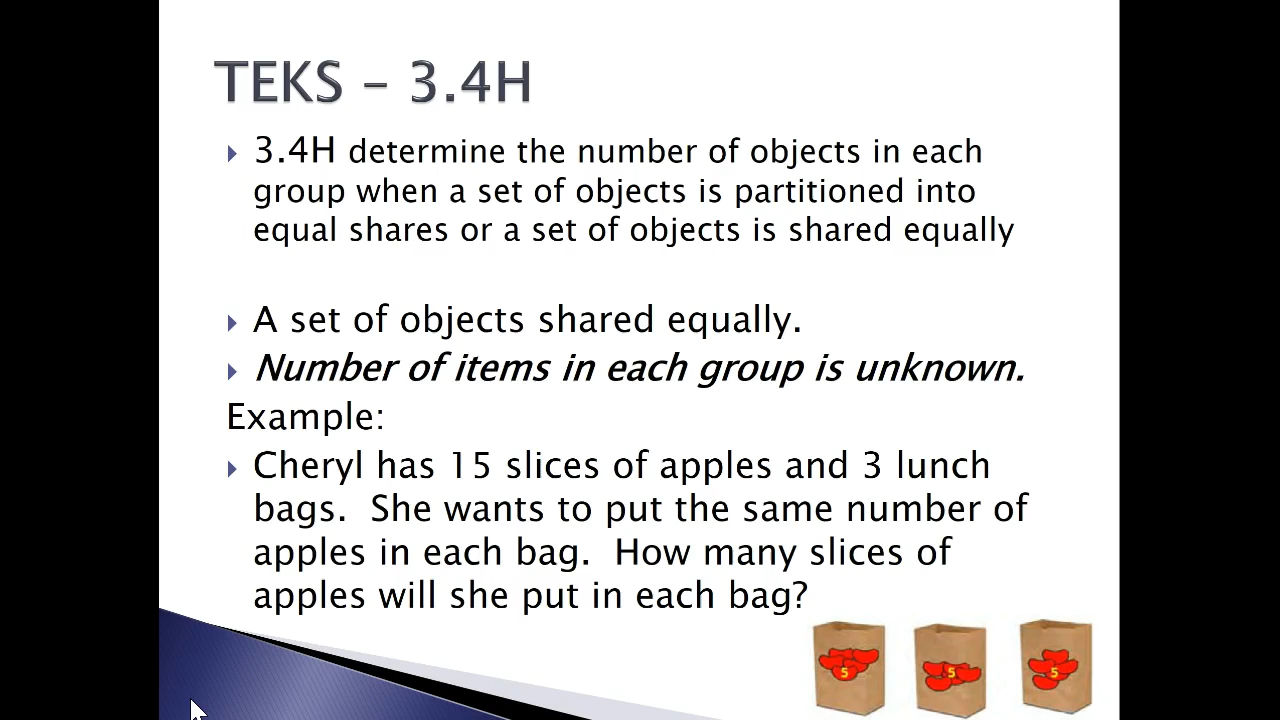 TEKS – 3.4H
3.4H determine the number of objects in each
group when a set of objects is partitioned into
equal shares or a set of objects is shared equally
A set of objects shared equally.
Number of items in each group is unknown.
Example:
Cheryl has 15 slices of apples and 3 lunch
bags.  She wants to put the same number of
apples in each bag.  How many slices of
apples will she put in each bag?
5 5 5